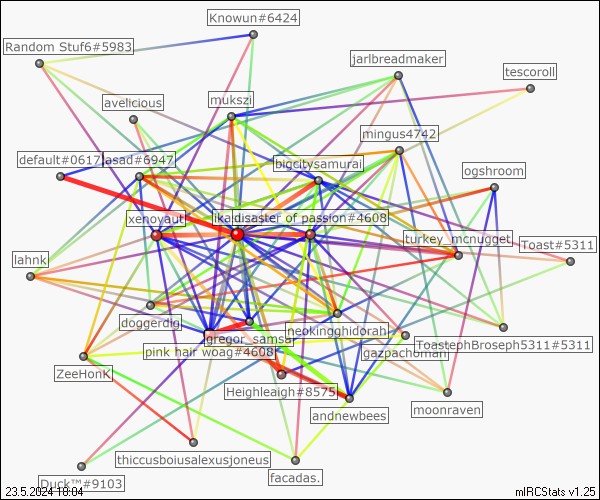 Knowun#6424
Random Stuf6#5983
jarlbreadmaker
tescoroll
avelicious
mukszi
mingus4742
default#0617
asad#6947
bigcitysamurai
ogshroom
xenoyaut
ika
disaster of passion#4608
turkey_mcnugget
Toast#5311
lahnk
doggerdig
gregor_samsar
neokingghidorah
ToastephBroseph5311#5311
pink hair woag#4608
gazpachoman
ZeeHonK
Heighleaigh#8575
andnewbees
moonraven
thiccusboiusalexusjoneus
facadas.
Duck™#9103
23.5.2024 18:04
mIRCStats v1.25